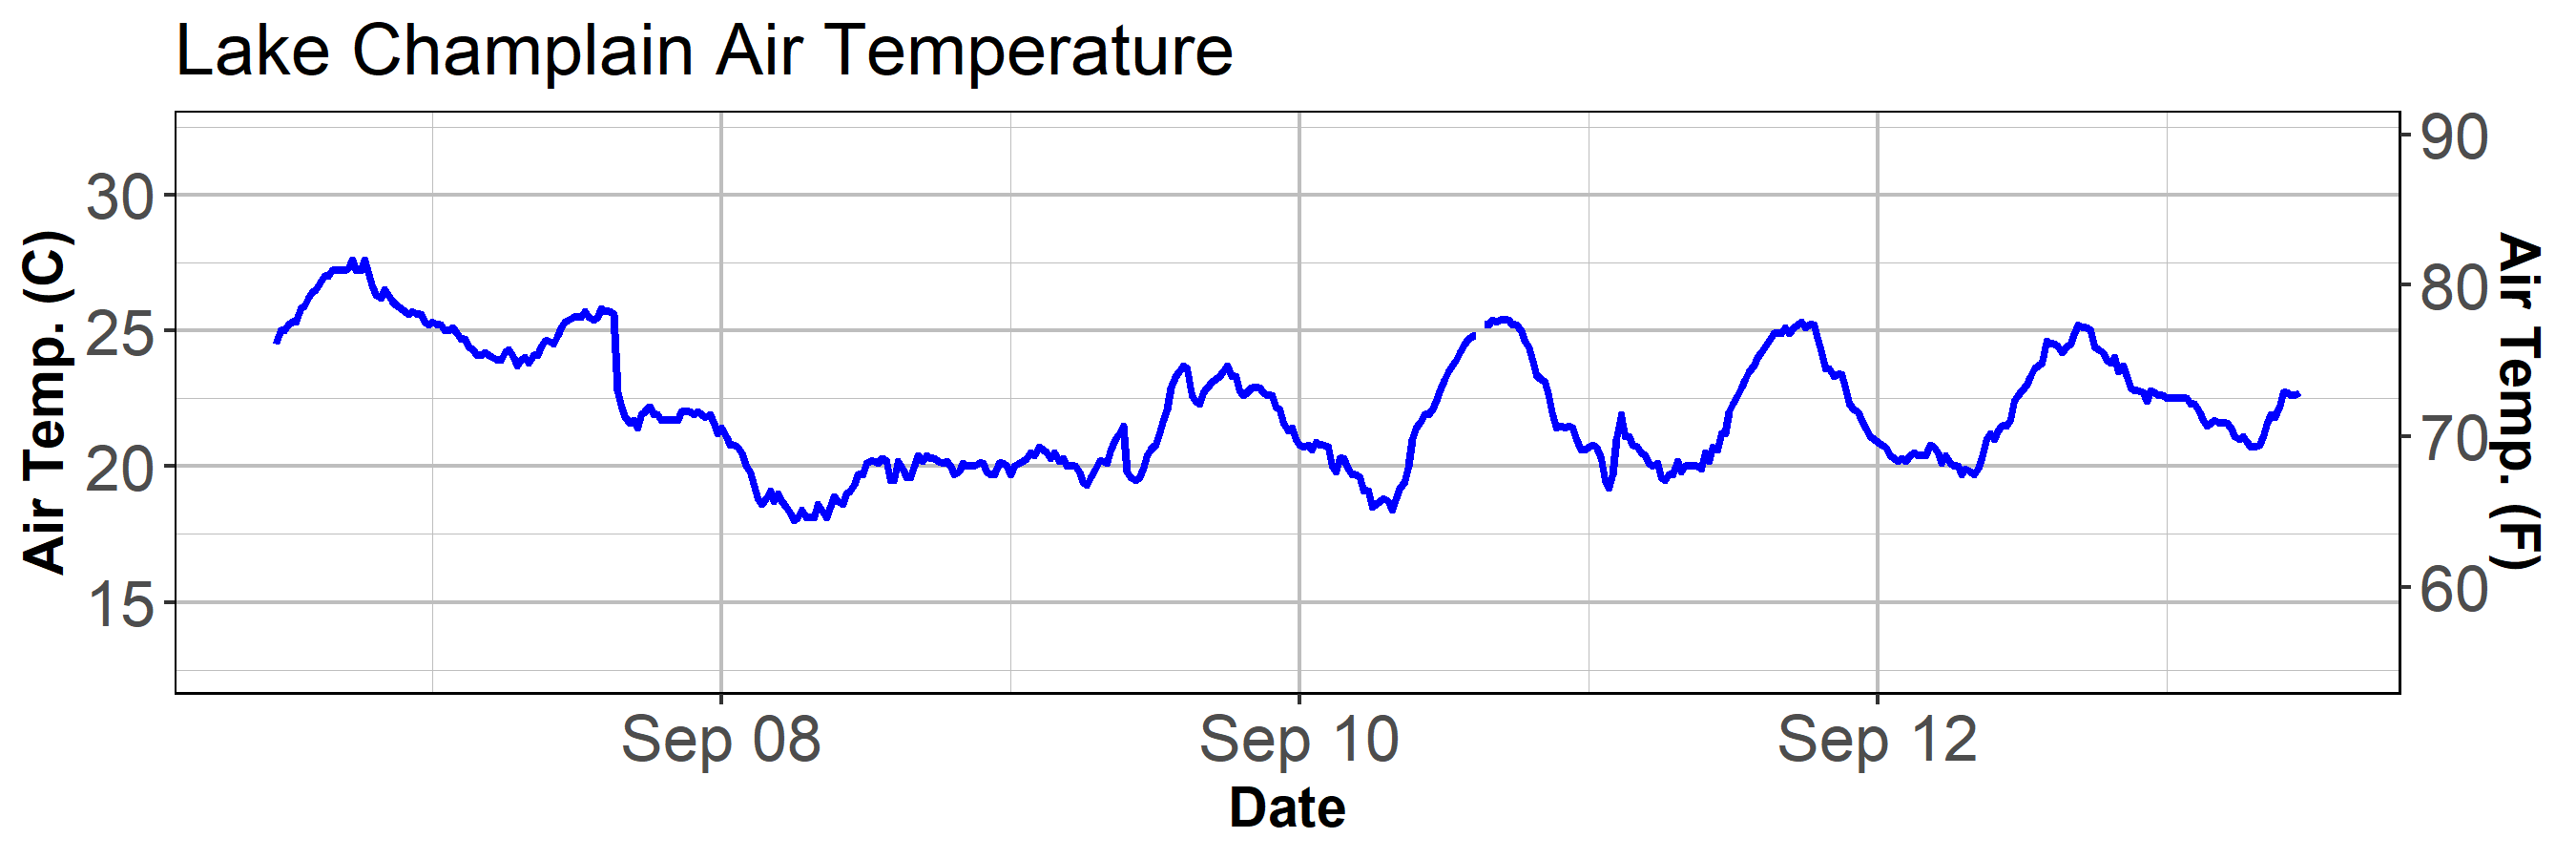 Lake Champlain Air Temperature
Air Temp. (C)
30
25
20
15
90
80
70
60
Air Temp. (F)
Sep 08
Sep 10
Sep 12
Date